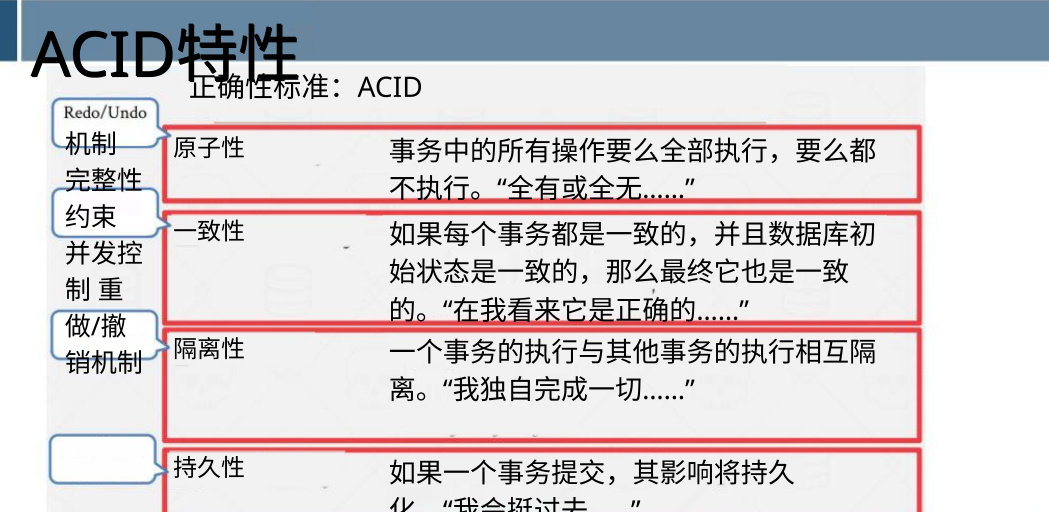 ACID特性
正确性标准：ACID
Redo/Undo
机制
完整性
约束
并发控
制 重
做/撤
销机制
原子性
事务中的所有操作要么全部执行，要么都
不执行。“全有或全无……”
一致性
如果每个事务都是一致的，并且数据库初
始状态是一致的，那么最终它也是一致
的。“在我看来它是正确的……”
隔离性
一个事务的执行与其他事务的执行相互隔
离。“我独自完成一切……”
持久性
如果一个事务提交，其影响将持久
化。“我会挺过去……”